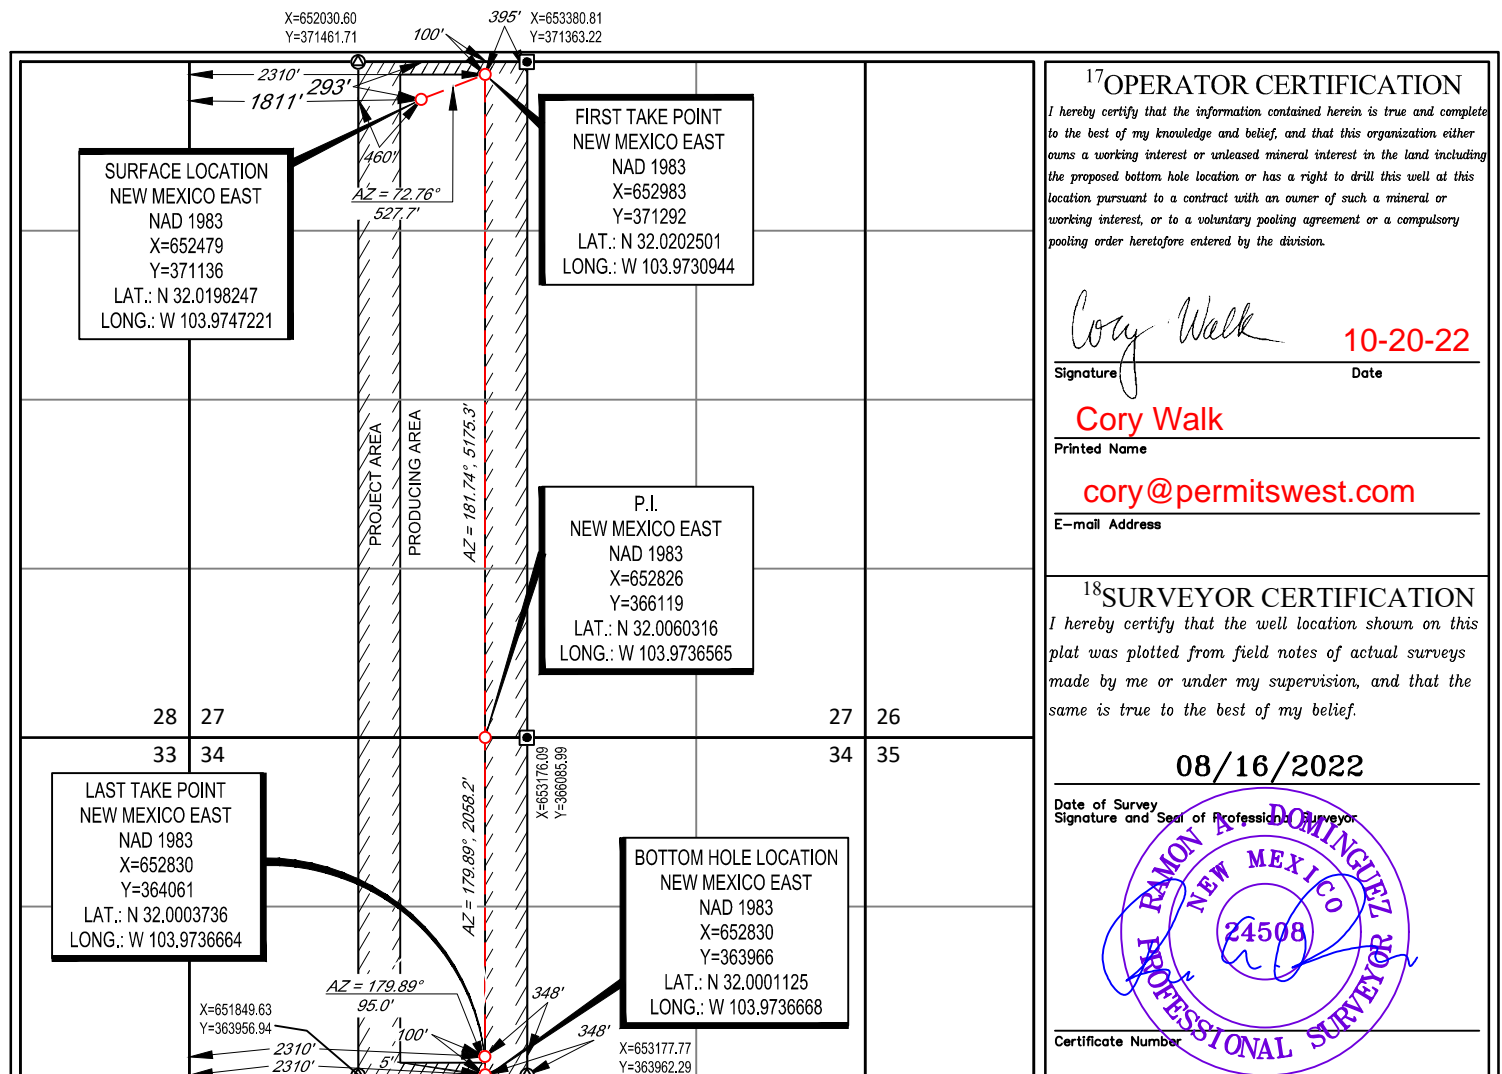 X=652030.60
Y=371461.71
100'
395'
X=653380.81
Y=371363.22
2310'
293'
1811'
460'
AZ = 72.76°
527.7'
SURFACE LOCATION
NEW MEXICO EAST
NAD 1983
X=652479
Y=371136
LAT.: N 32.0198247
LONG.: W 103.9747221
FIRST TAKE POINT
NEW MEXICO EAST
NAD 1983
X=652983
Y=371292
LAT.: N 32.0202501
LONG.: W 103.9730944
PROJECT AREA
PRODUCING AREA
AZ = 181.74°, 5175.3'
P.I.
NEW MEXICO EAST
NAD 1983
X=652826
Y=366119
LAT.: N 32.0060316
LONG.: W 103.9736565
28 27
33 34
27 26
34 35
X=653176.09
Y=366085.99
AZ = 179.89°, 2058.2'
LAST TAKE POINT
NEW MEXICO EAST
NAD 1983
X=652830
Y=364061
LAT.: N 32.0003736
LONG.: W 103.9736664
BOTTOM HOLE LOCATION
NEW MEXICO EAST
NAD 1983
X=652830
Y=363966
LAT.: N 32.0001125
LONG.: W 103.9736668
AZ = 179.89°
95.0'
X=651849.63
Y=363956.94
100'
348'
348'
2310'
2310'
5'
X=653177.77
Y=363962.29
17 OPERATOR CERTIFICATION
I hereby certify that the information contained herein is true and complete
to the best of my knowledge and belief, and that this organization either
owns a working interest or unleased mineral interest in the land including
the proposed bottom hole location or has a right to drill this well at this
location pursuant to a contract with an owner of such a mineral or
working interest, or to a voluntary pooling agreement or a compulsory
pooling order heretofore entered by the division.
Cory Walk
10-20-22
Signature
Date
Cory Walk
Printed Name
cory@permitswest.com
E-mail Address
18 SURVEYOR CERTIFICATION
I hereby certify that the well location shown on this
plat was plotted from field notes of actual surveys
made by me or under my supervision, and that the
same is true to the best of my belief.
08/16/2022
Date of Survey
Signature and Seal of Professional Surveyor
RAMON A. DOMINGUEZ
NEW MEXICO
24508
PROFESSIONAL SURVEYOR
Certificate Number